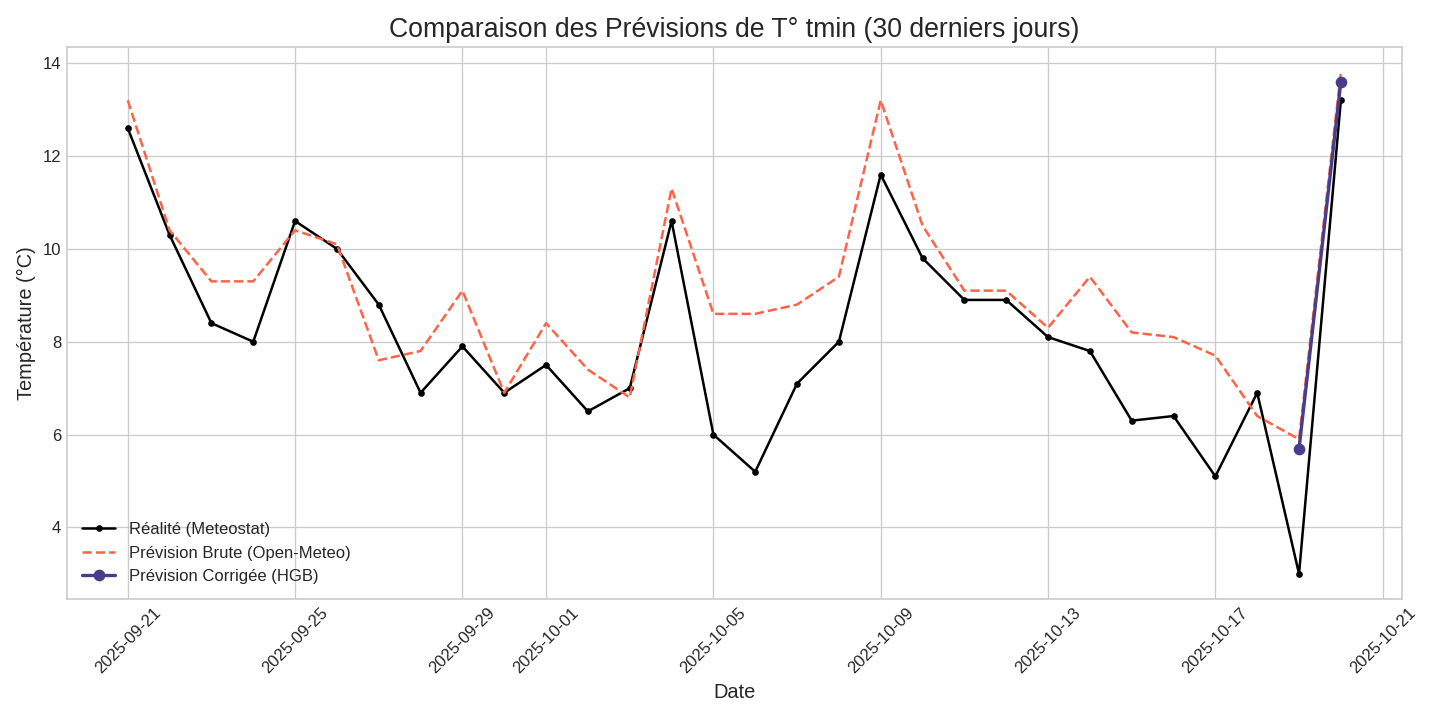 Comparaison des Prévisions de T° tmin (30 derniers jours)
14
12
10
8
6
4
Température (°C)
Réalité (Meteostat)
Prévision Brute (Open-Meteo)
Prévision Corrigée (HGB)
2025-09-21
2025-09-25
2025-09-29
2025-10-01
2025-10-05
2025-10-09
2025-10-13
2025-10-17
2025-10-21
Date